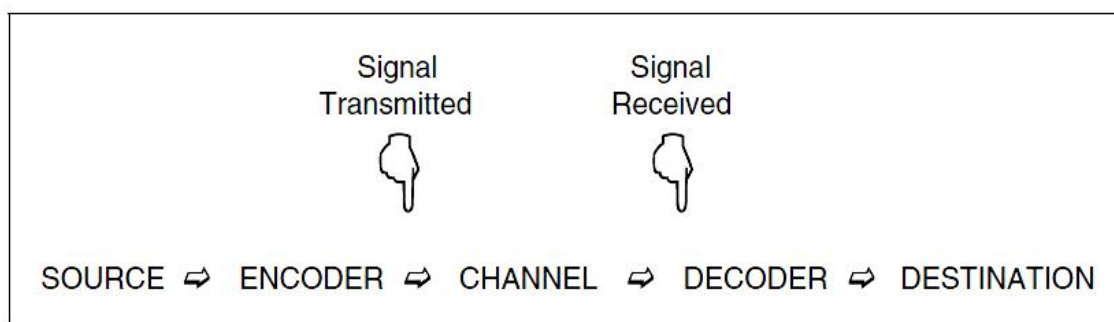 Signal Signal
Transmitted Received
SOURCE ➪ ENCODER ➪ CHANNEL ➪ DECODER ➪ DESTINATION